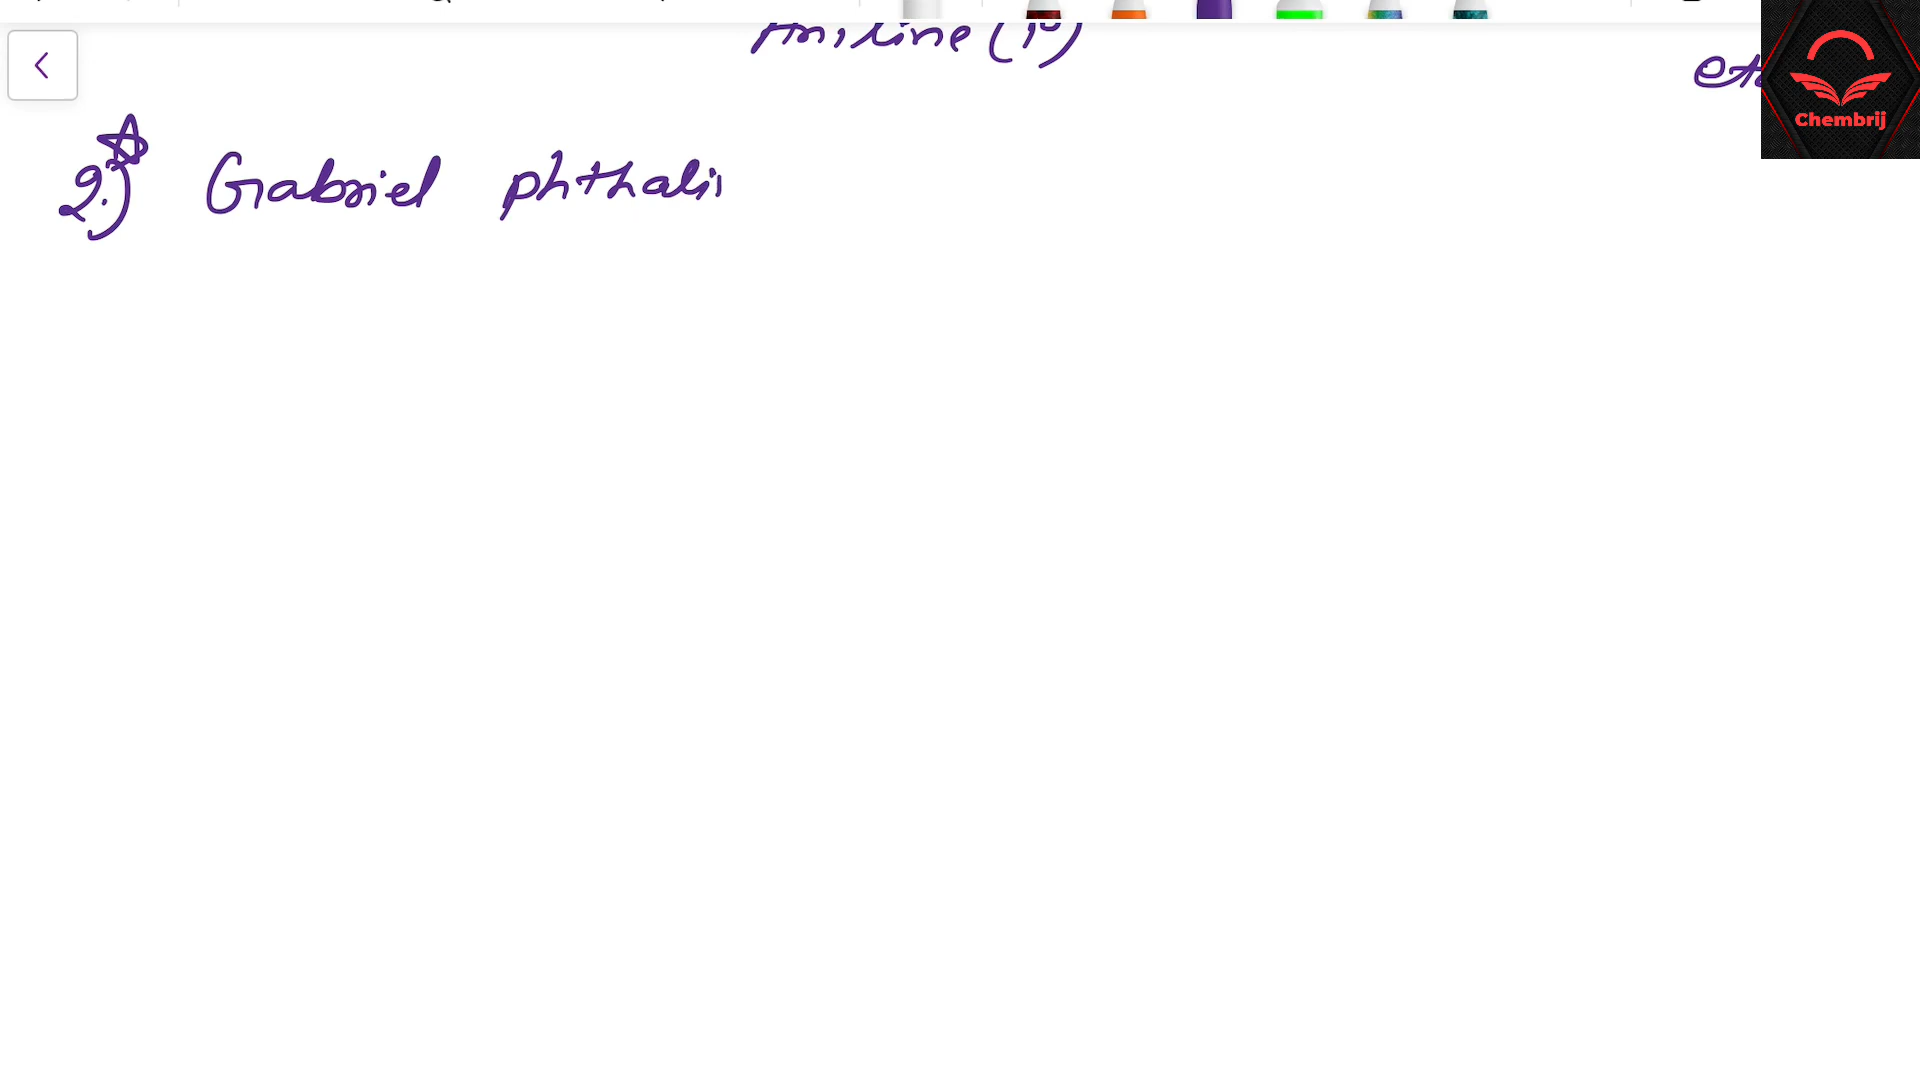 Aniline (1°)
2.) Gabriel phthali
Chembrij